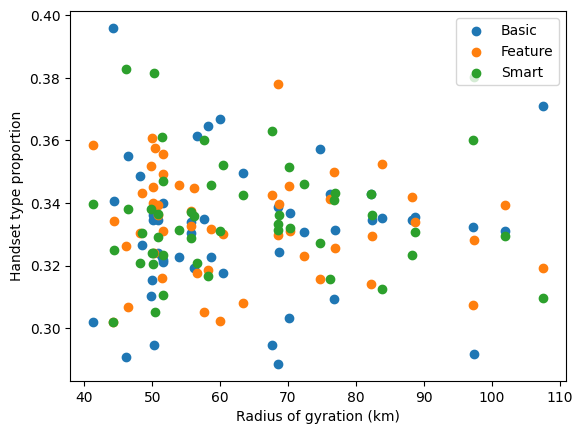 0.40
0.38
0.36
0.34
0.32
0.30
Handset type proportion
40
50
60
70
80
90
100
110
Radius of gyration (km)
Basic
Feature
Smart